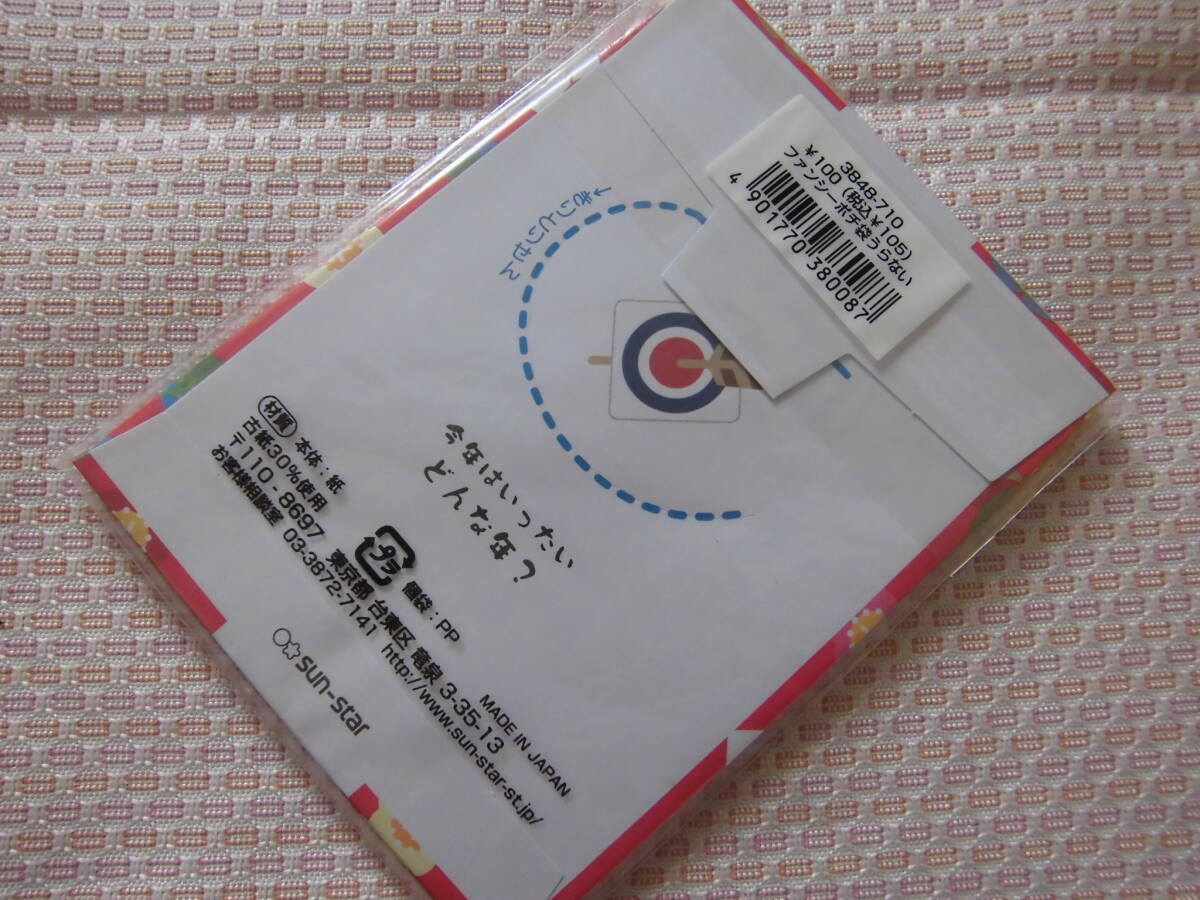 3848-710
¥100(税込¥105)
ファンシーポチ袋うらない
4 901770 380087
←きりとりせん
今年はいったい
どんな年?
材質 本体:紙
古紙30%使用
プラ 個袋:PP
MADE IN JAPAN
〒110-8697 東京都 台東区 竜泉 3-35-13
お客様相談室 03-3872-7141 http://www.sun-star-st.jp/
sun-star